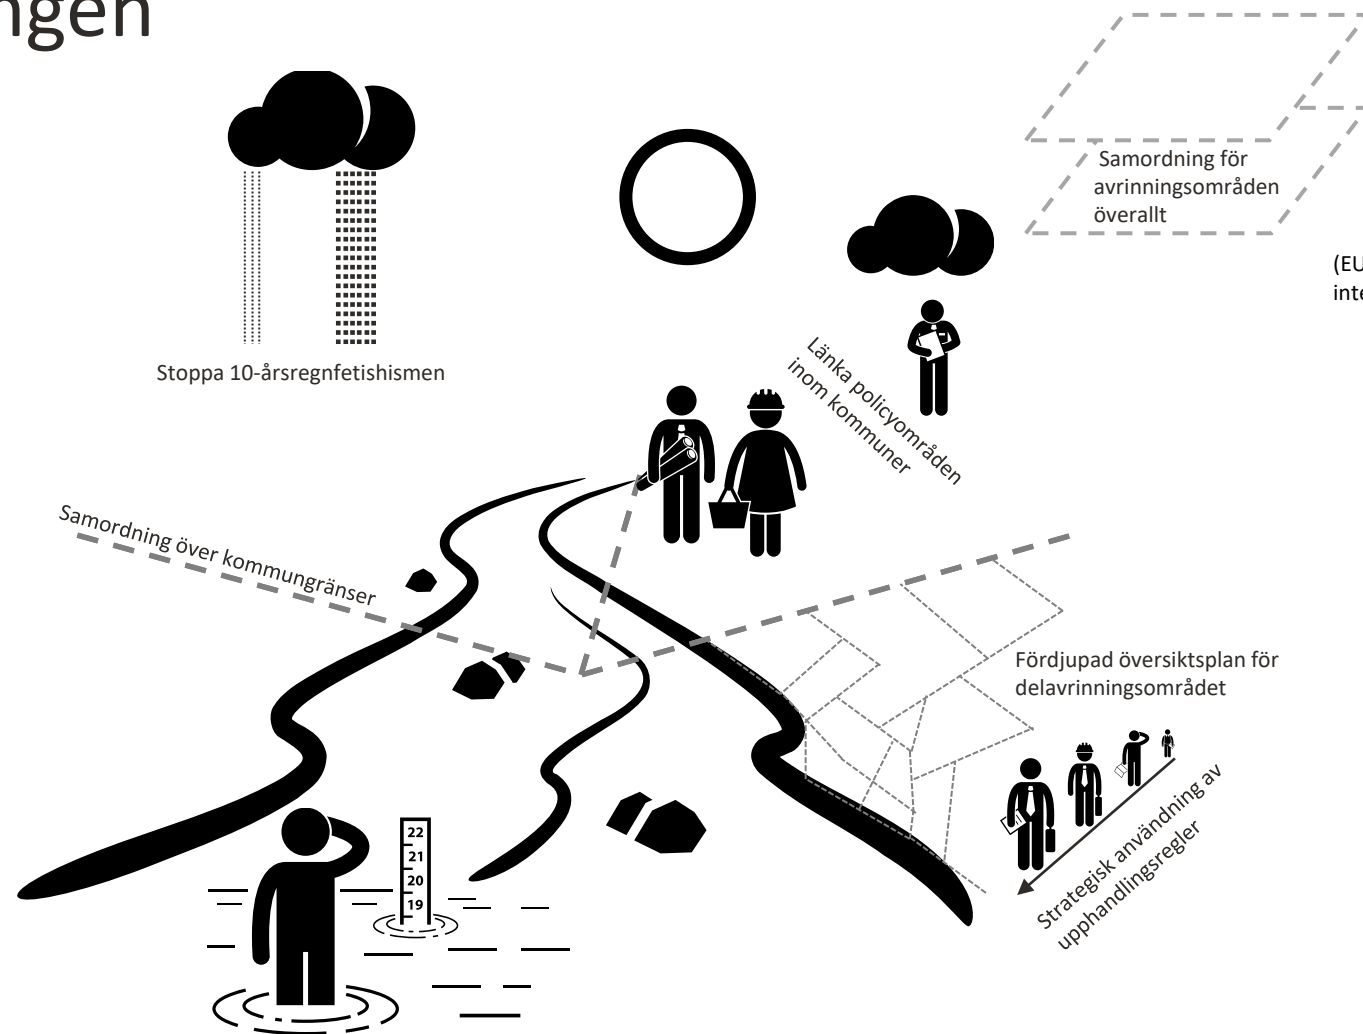 ngen
Samordning för
avrinningsområden
överallt
(EU
inte
Stoppa 10-årsregnfetishismen
Länka policyområden
inom kommuner
Samordning över kommungränser
Fördjupad översiktsplan för
delavrinningsområdet
Strategisk användning av
upphandlingsregler
22
21
20
19